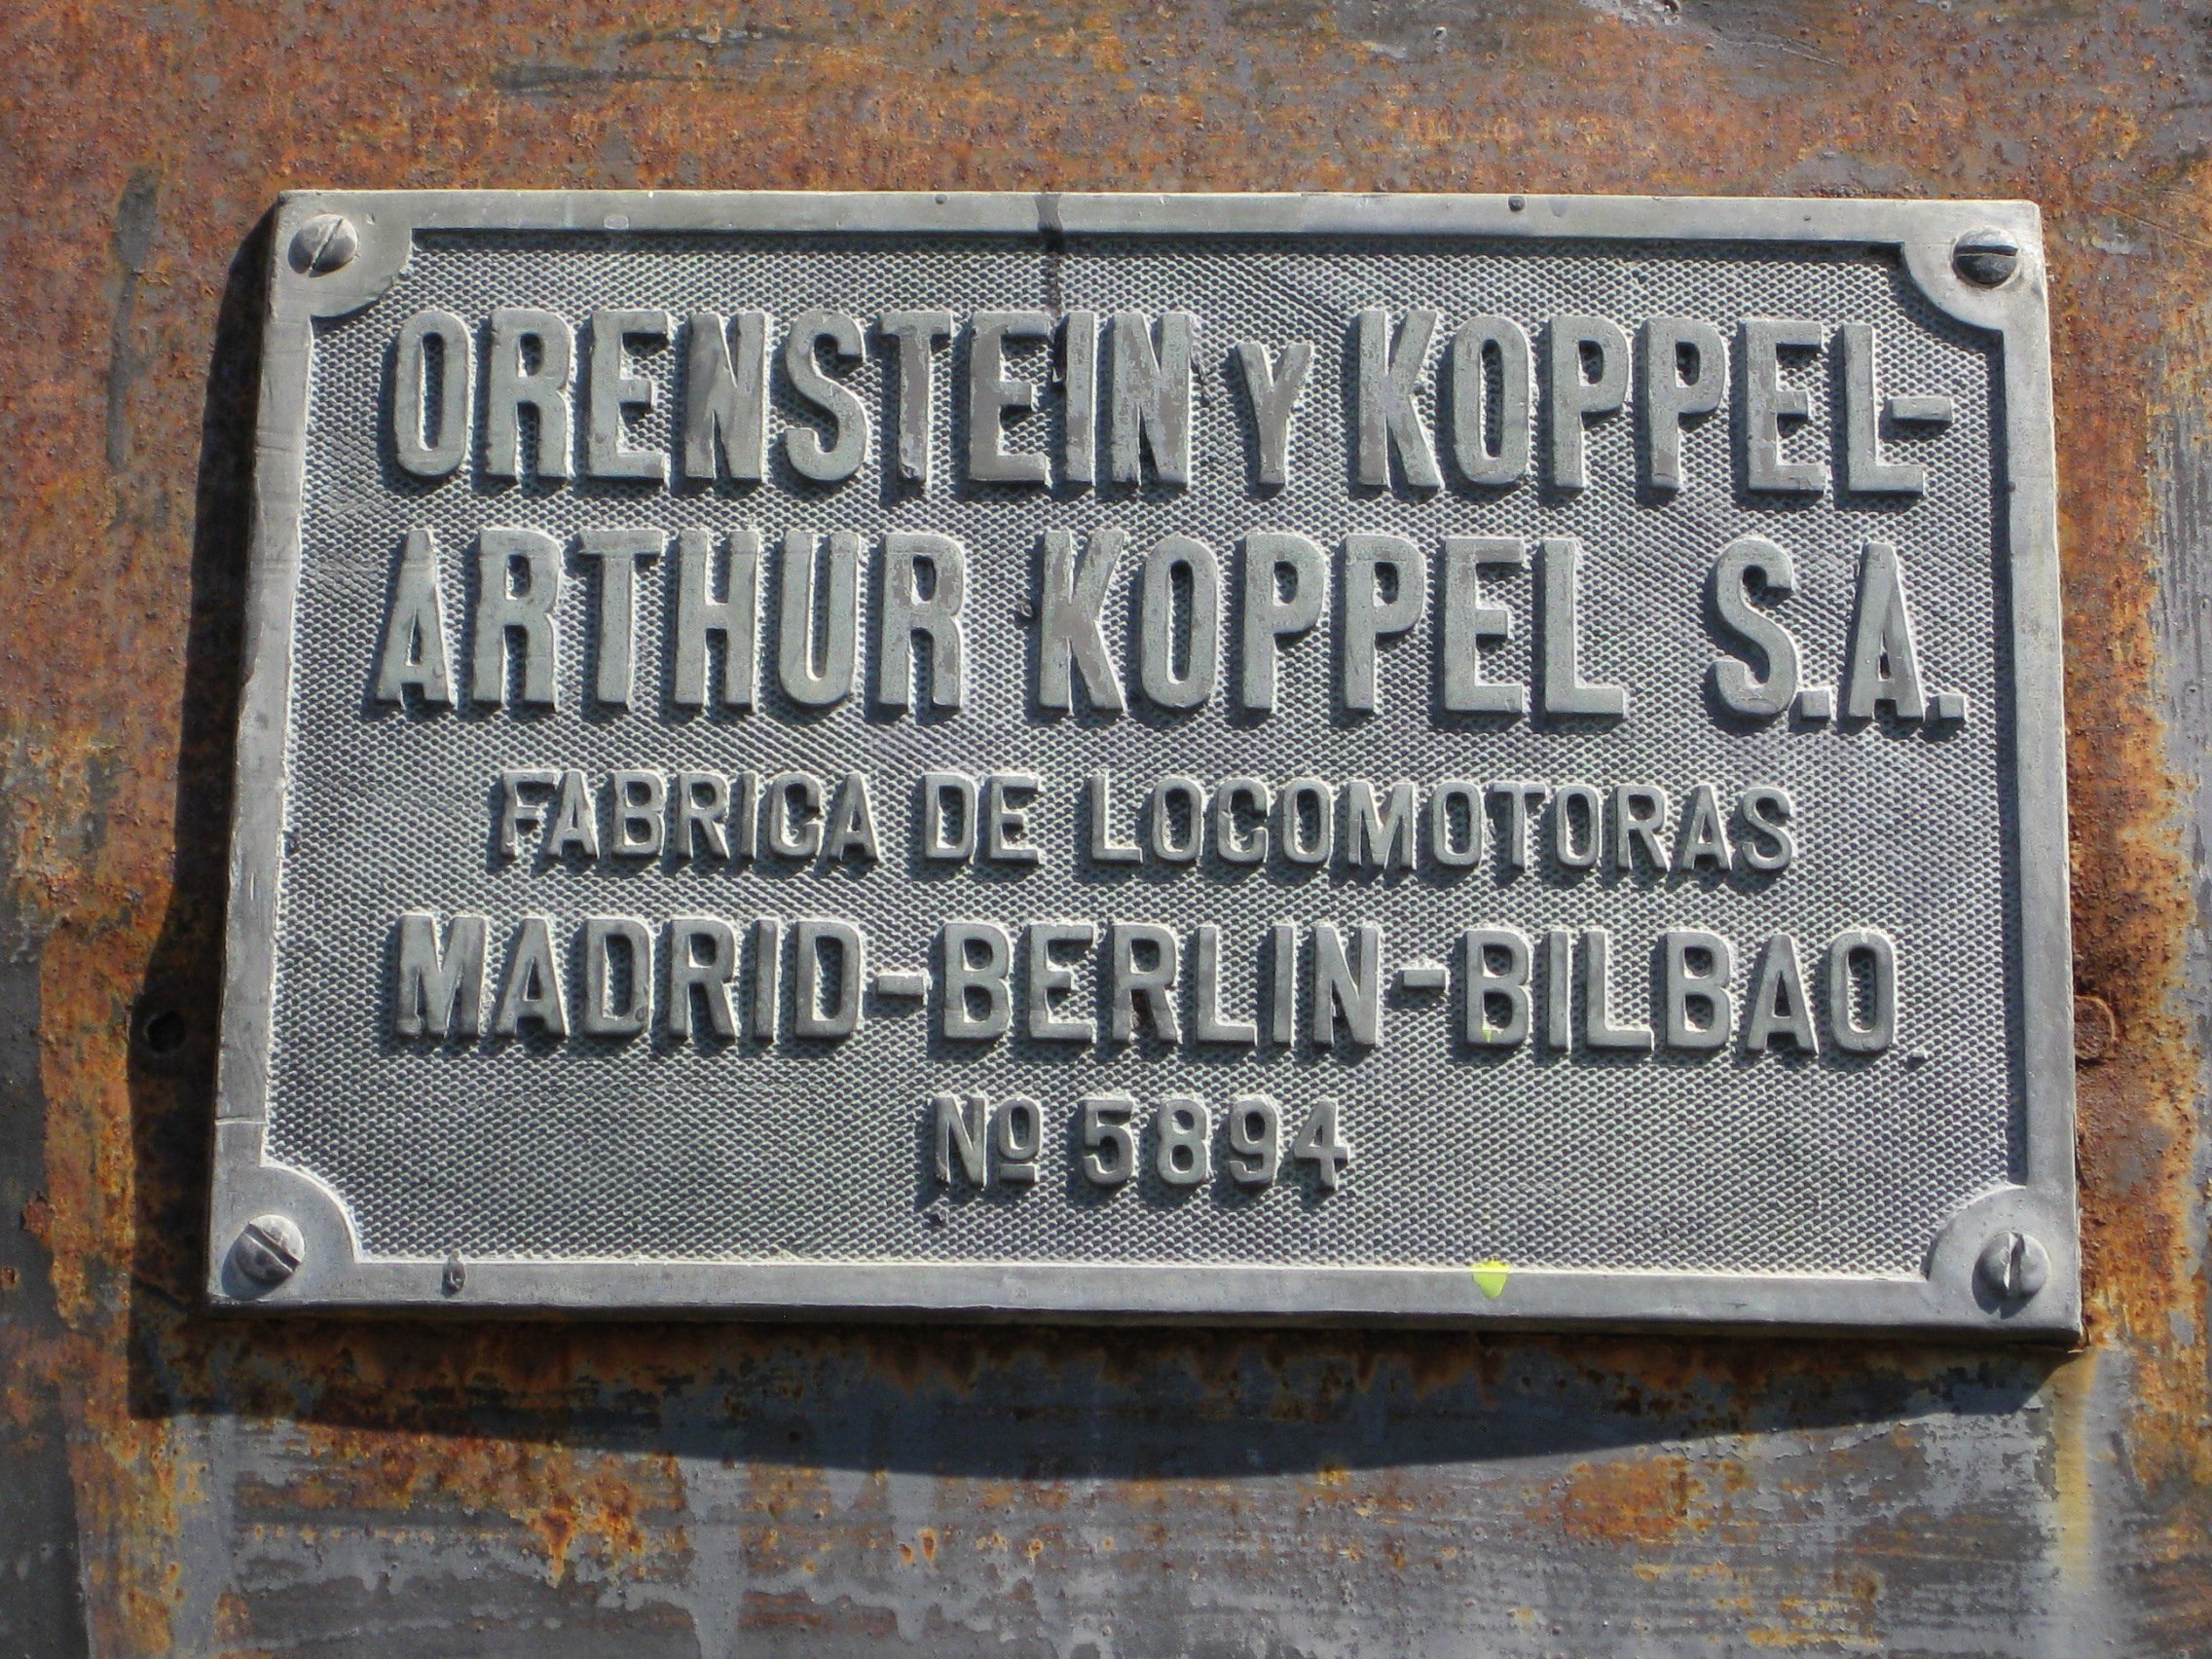 ORENSTEIN Y KOPPEL-
ARTHUR KOPPEL S.A.
FABRICA DE LOCOMOTORAS
MADRID-BERLIN-BILBAO.
Nº 5894